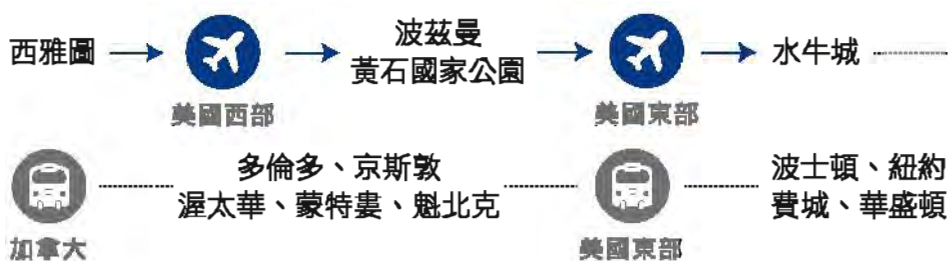 西雅圖
美國西部
波茲曼
黃石國家公園
美國東部
水牛城
加拿大
多倫多、京斯敦
渥太華、蒙特婁、魁北克
美國東部
波士頓、紐約
費城、華盛頓